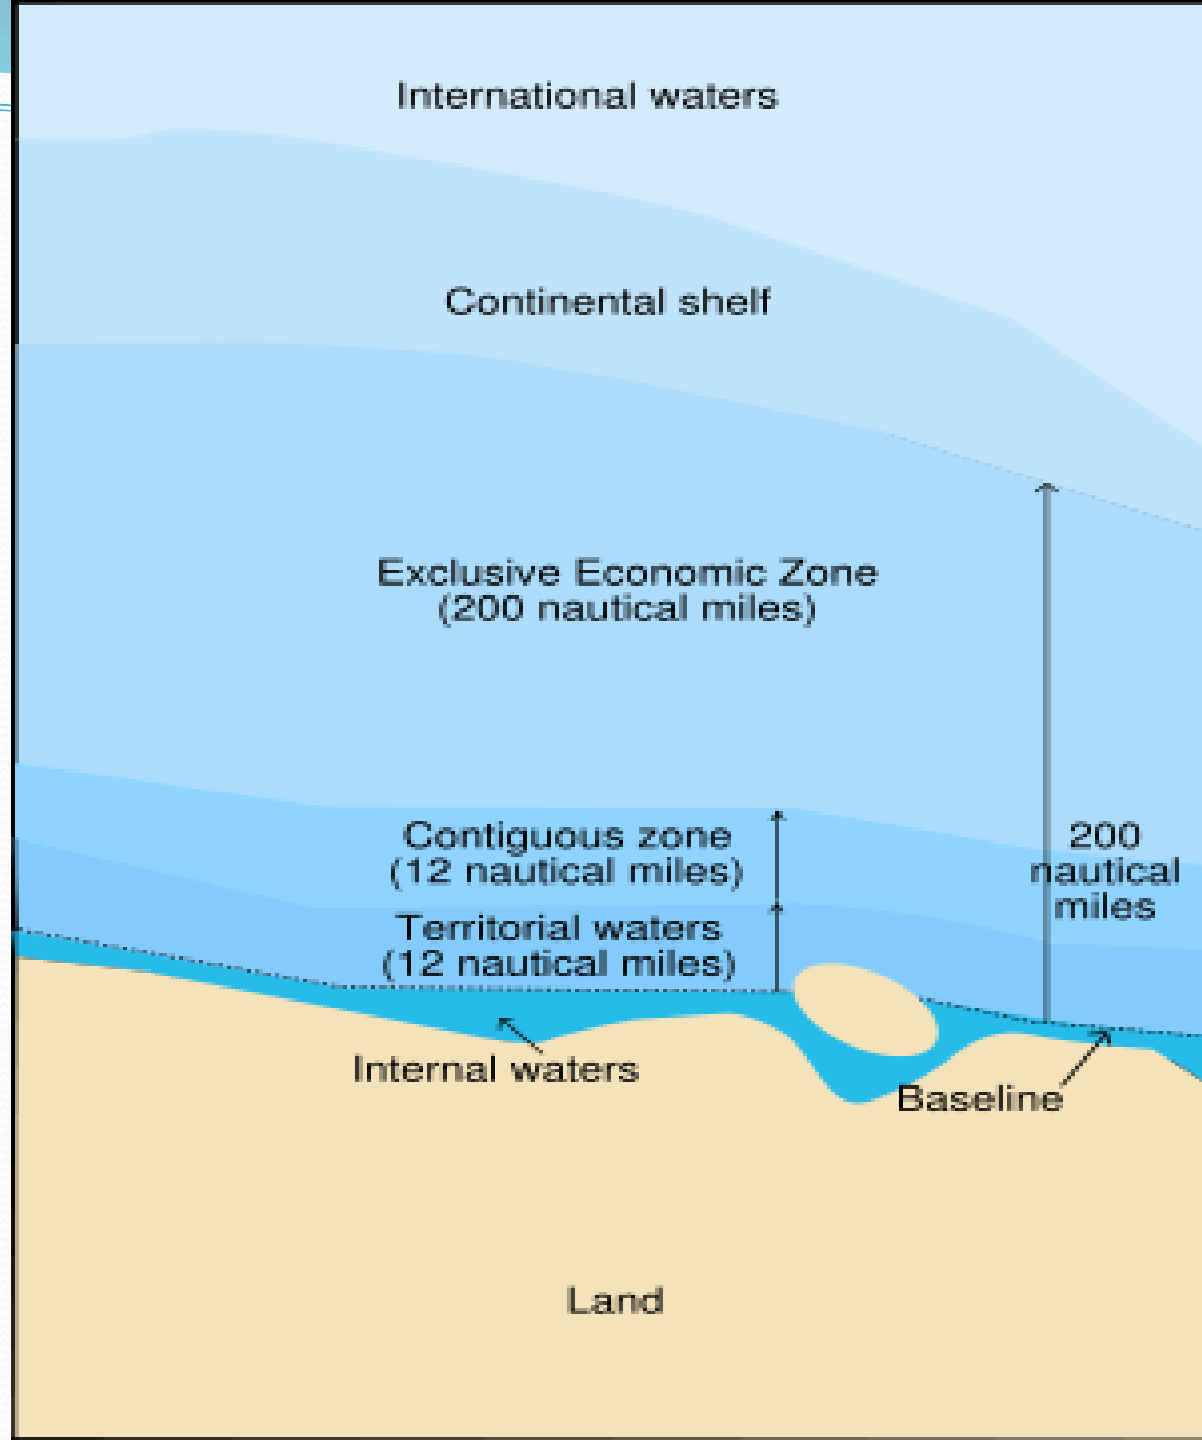 International waters
Continental shelf
Exclusive Economic Zone
(200 nautical miles)
Contiguous zone
(12 nautical miles)
200
nautical
miles
Territorial waters
(12 nautical miles)
Internal waters
Baseline
Land